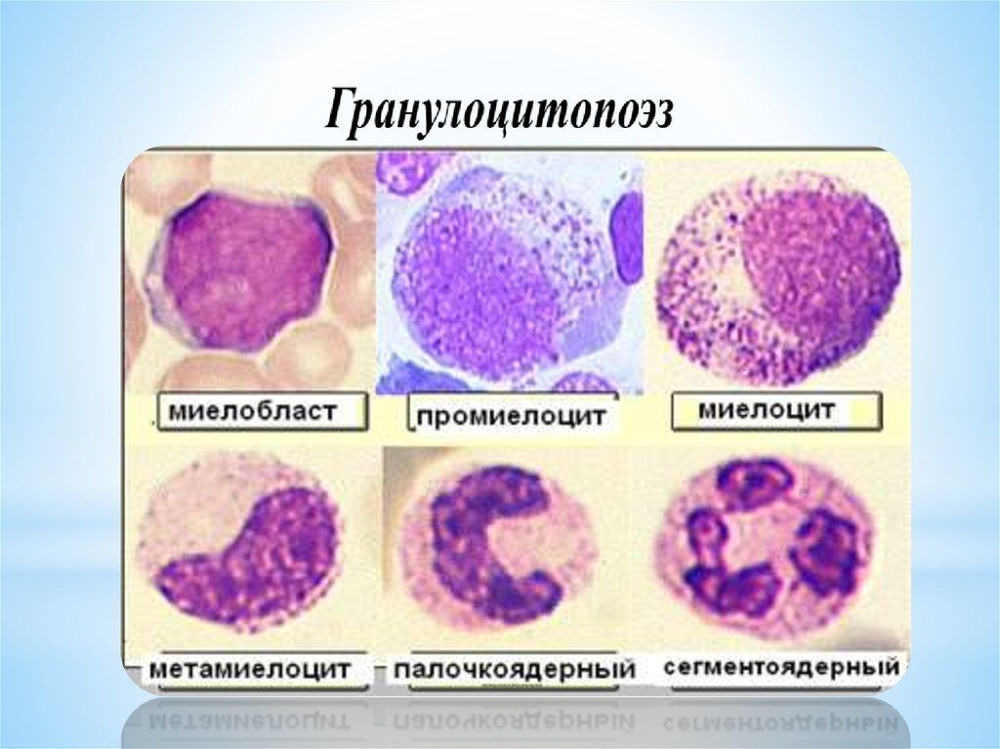 Гранулоцитопоэз
миелобласт
промиелоцит
миелоцит
метамиелоцит
палочкоядерный
сегментоядерный